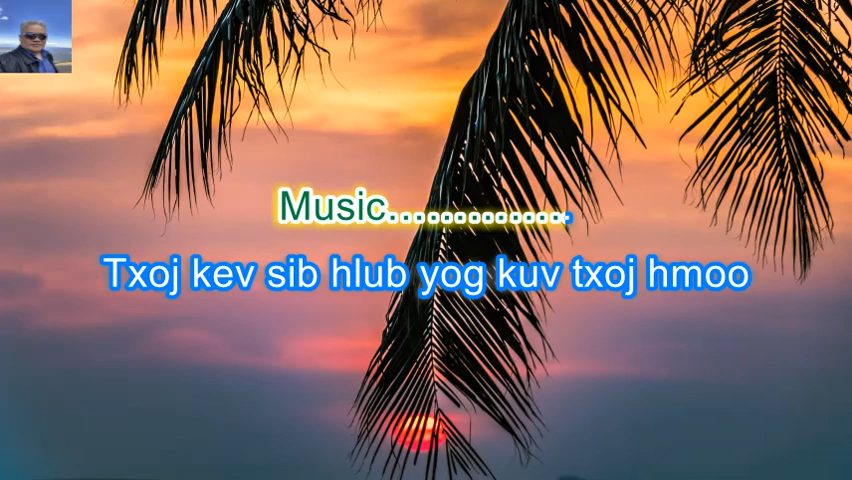 Music..............
Txoj kev sib hlub yog kuv txoj hmoo